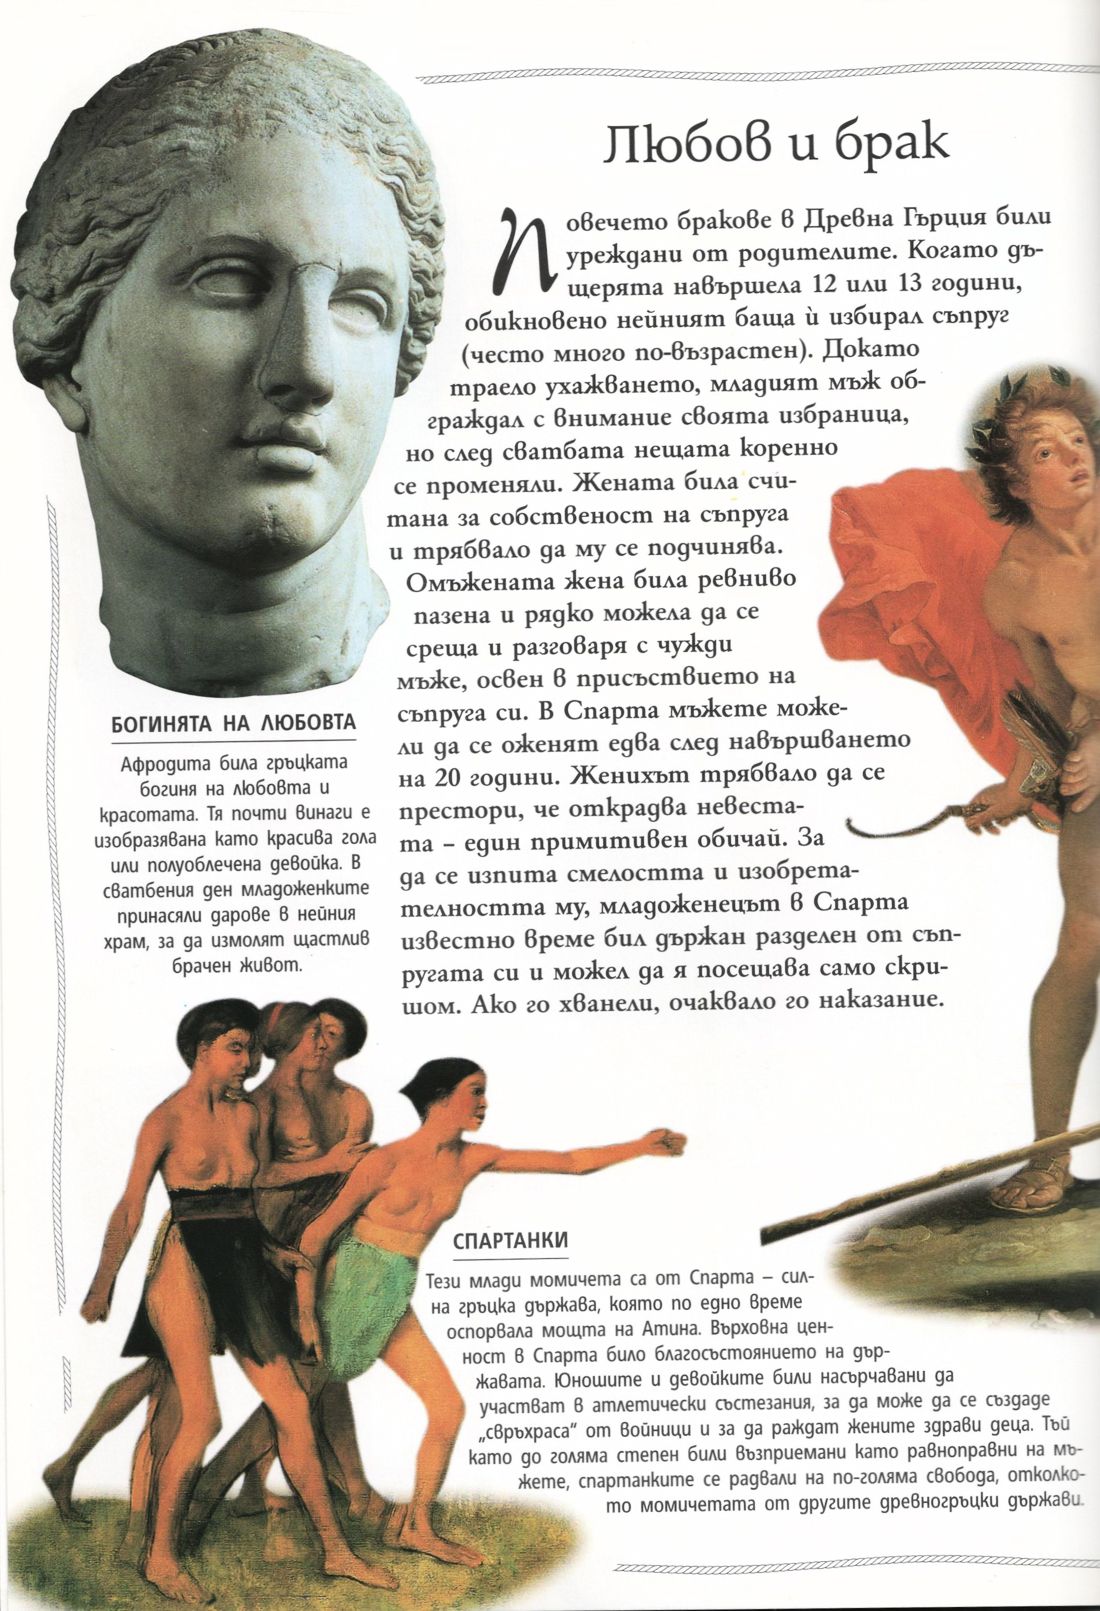 Любов и брак
Повечето бракове в Древна Гърция били
уреждани от родителите. Когато дъ-
щерята навършела 12 или 13 години,
обикновено нейният баща ѝ избирал съпруг
(често много по-възрастен). Докато
траело ухажването, младият мъж об-
граждал с внимание своята избраница,
но след сватбата нещата коренно
се променяли. Жената била счи-
тана за собственост на съпруга
и трябвало да му се подчинява.
Омъжената жена била ревниво
пазена и рядко можела да се
среща и разговаря с чужди
мъже, освен в присъствието на
съпруга си. В Спарта мъжете може-
ли да се оженят едва след навършването
на 20 години. Женихът трябвало да се
престори, че открадва невеста-
та – един примитивен обичай. За
да се изпита смелостта и изобрета-
телността му, младоженецът в Спарта
известно време бил държан разделен от съп-
ругата си и можел да я посещава само скри-
шом. Ако го хванели, очаквало го наказание.
БОГИНЯТА НА ЛЮБОВТА
Афродита била гръцката
богиня на любовта и
красотата. Тя почти винаги е
изобразявана като красива гола
или полуоблечена девойка. В
сватбения ден младоженките
принасяли дарове в нейния
храм, за да измолят щастлив
брачен живот.
СПАРТАНКИ
Тези млади момичета са от Спарта – сил-
на гръцка държава, която по едно време
оспорвала мощта на Атина. Върховна цен-
ност в Спарта било благосъстоянието на дър-
жавата. Юношите и девойките били насърчавани да
участват в атлетически състезания, за да може да се създаде
„свръхраса“ от войници и за да раждат жените здрави деца. Тъй
като до голяма степен били възприемани като равноправни на мъ-
жете, спартанките се радвали на по-голяма свобода, отколко-
то момичетата от другите древногръцки държави.